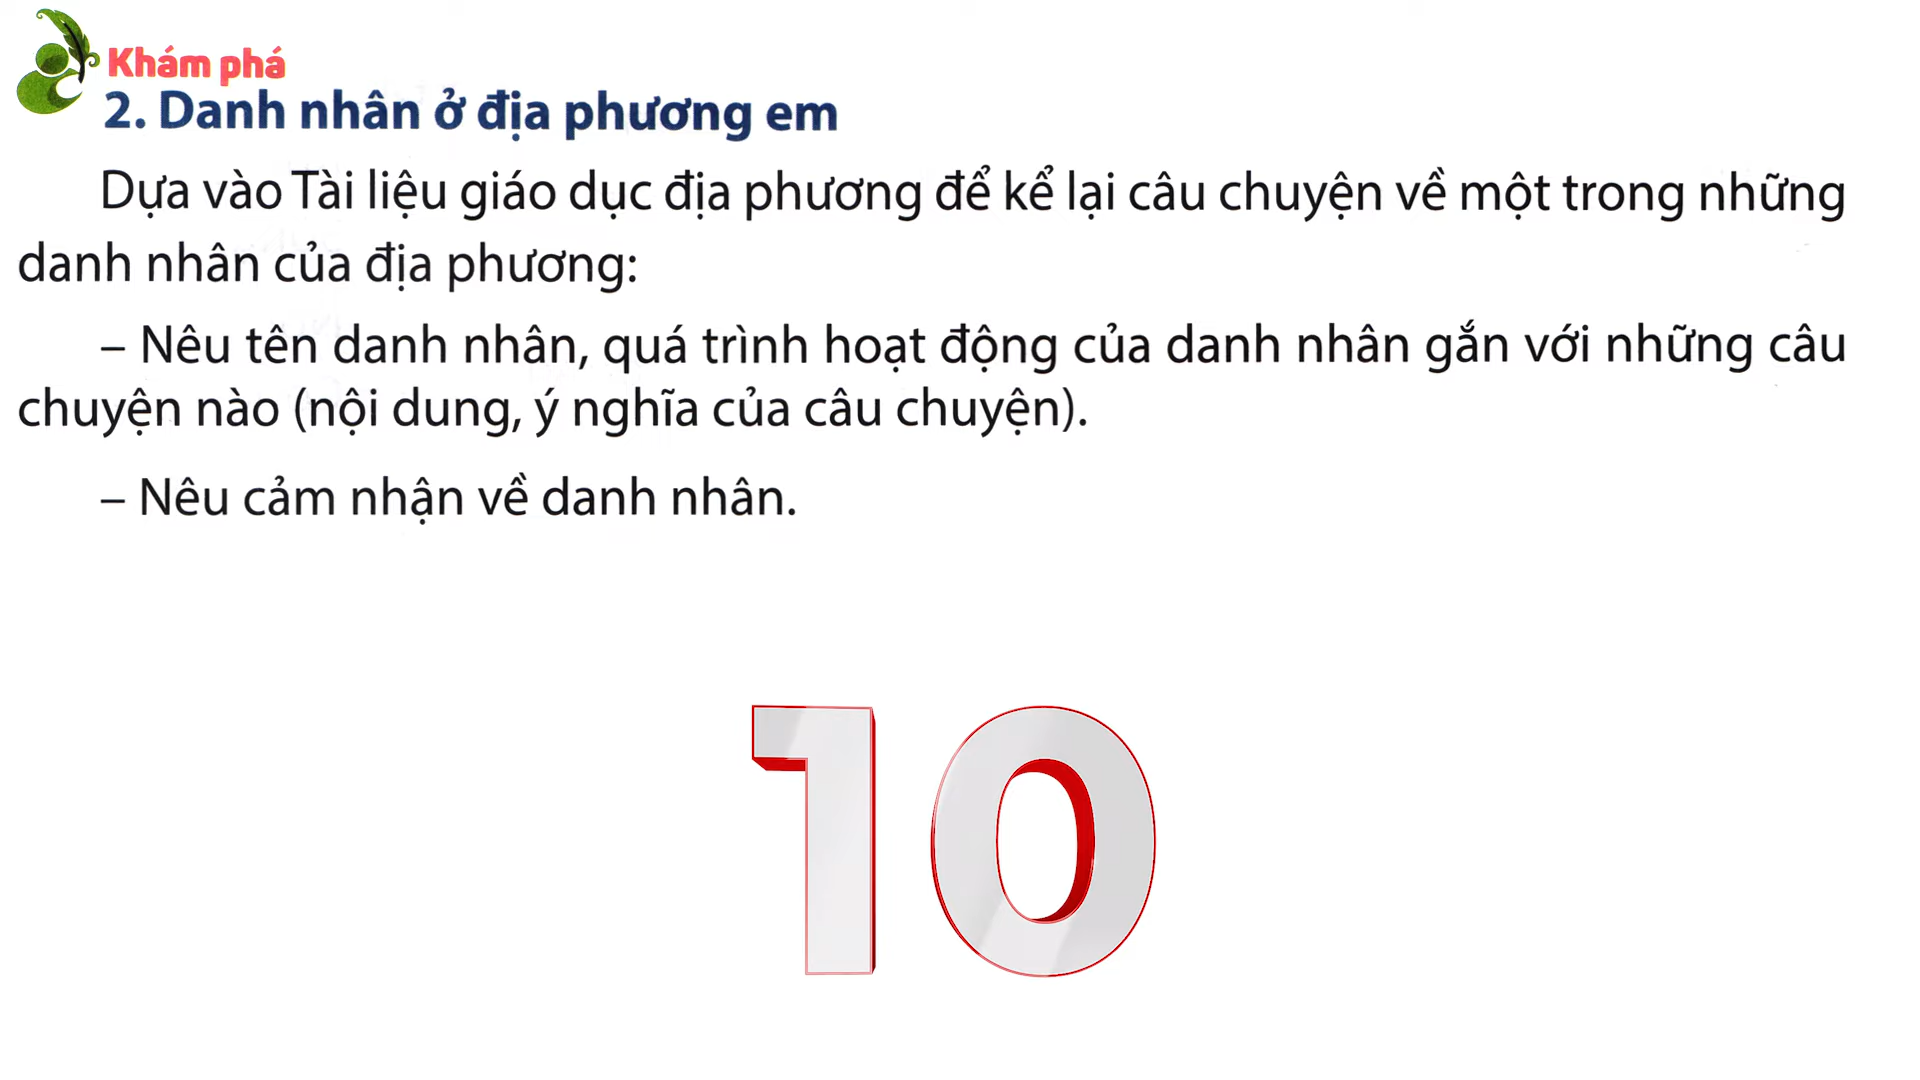 Khám phá
2. Danh nhân ở địa phương em
Dựa vào Tài liệu giáo dục địa phương để kể lại câu chuyện về một trong những
danh nhân của địa phương:
– Nêu tên danh nhân, quá trình hoạt động của danh nhân gắn với những câu
chuyện nào (nội dung, ý nghĩa của câu chuyện).
– Nêu cảm nhận về danh nhân.
10